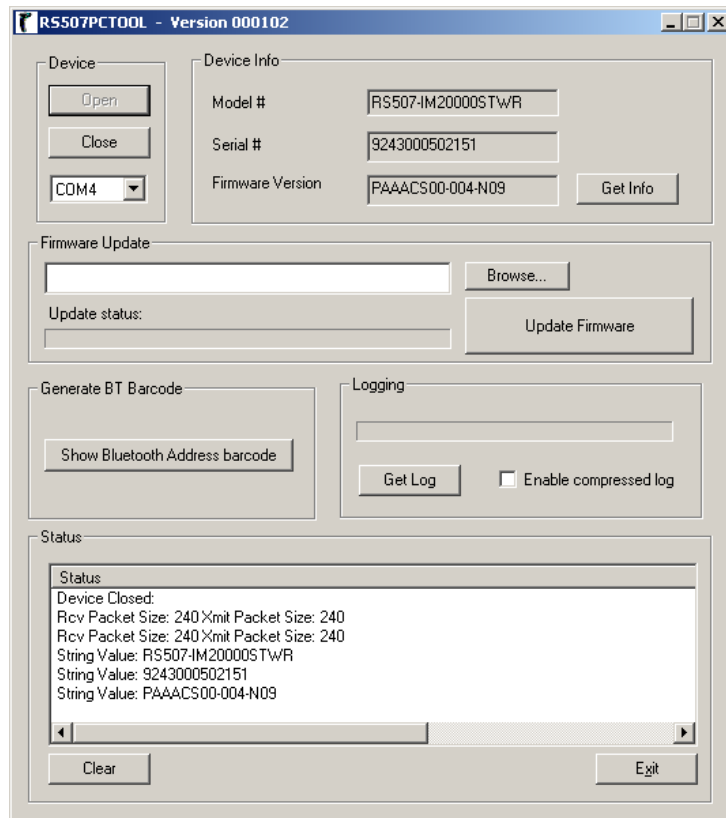 RS507PCTOOL - Version 000102
Device
Open
Close
COM4
Device Info
Model #
RS507-IM20000STWR
Serial #
9243000502151
Firmware Version
PAAACS00-004-N09
Get Info
Firmware Update
Browse...
Update status:
Update Firmware
Generate BT Barcode
Show Bluetooth Address barcode
Logging
Get Log
Enable compressed log
Status
Status
Device Closed:
Rcv Packet Size: 240 Xmit Packet Size: 240
Rcv Packet Size: 240 Xmit Packet Size: 240
String Value: RS507-IM20000STWR
String Value: 9243000502151
String Value: PAAACS00-004-N09
Clear
Exit